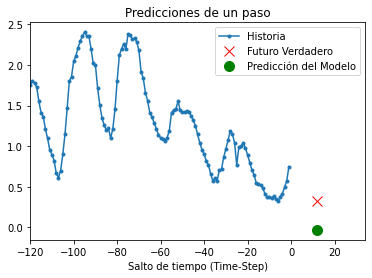 Predicciones de un paso
Historia
Futuro Verdadero
Predicción del Modelo
2.5
2.0
1.5
1.0
0.5
0.0
−120 −100 −80 −60 −40 −20 0 20
Salto de tiempo (Time-Step)